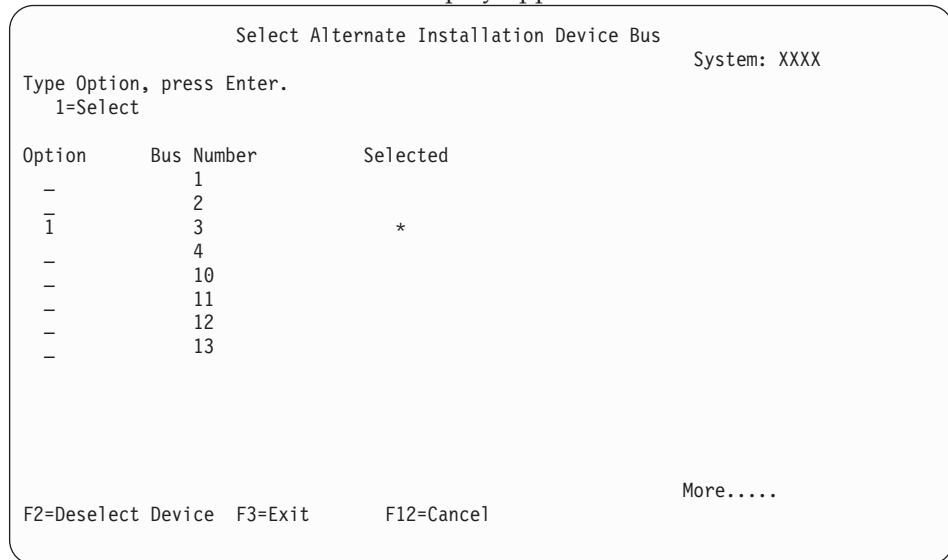 Select Alternate Installation Device Bus
System: XXXX
Type Option, press Enter.
1=Select
Option Bus Number Selected
_ 1
_ 2
1 3 *
_ 4
_ 10
_ 11
_ 12
_ 13
More.....
F2=Deselect Device F3=Exit F12=Cancel